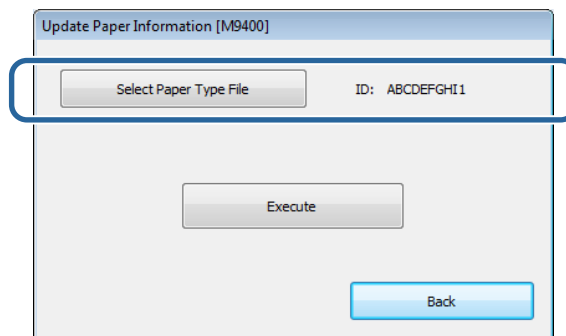 Update Paper Information [M9400]
Select Paper Type File ID: ABCDEFGHI1
Execute
Back